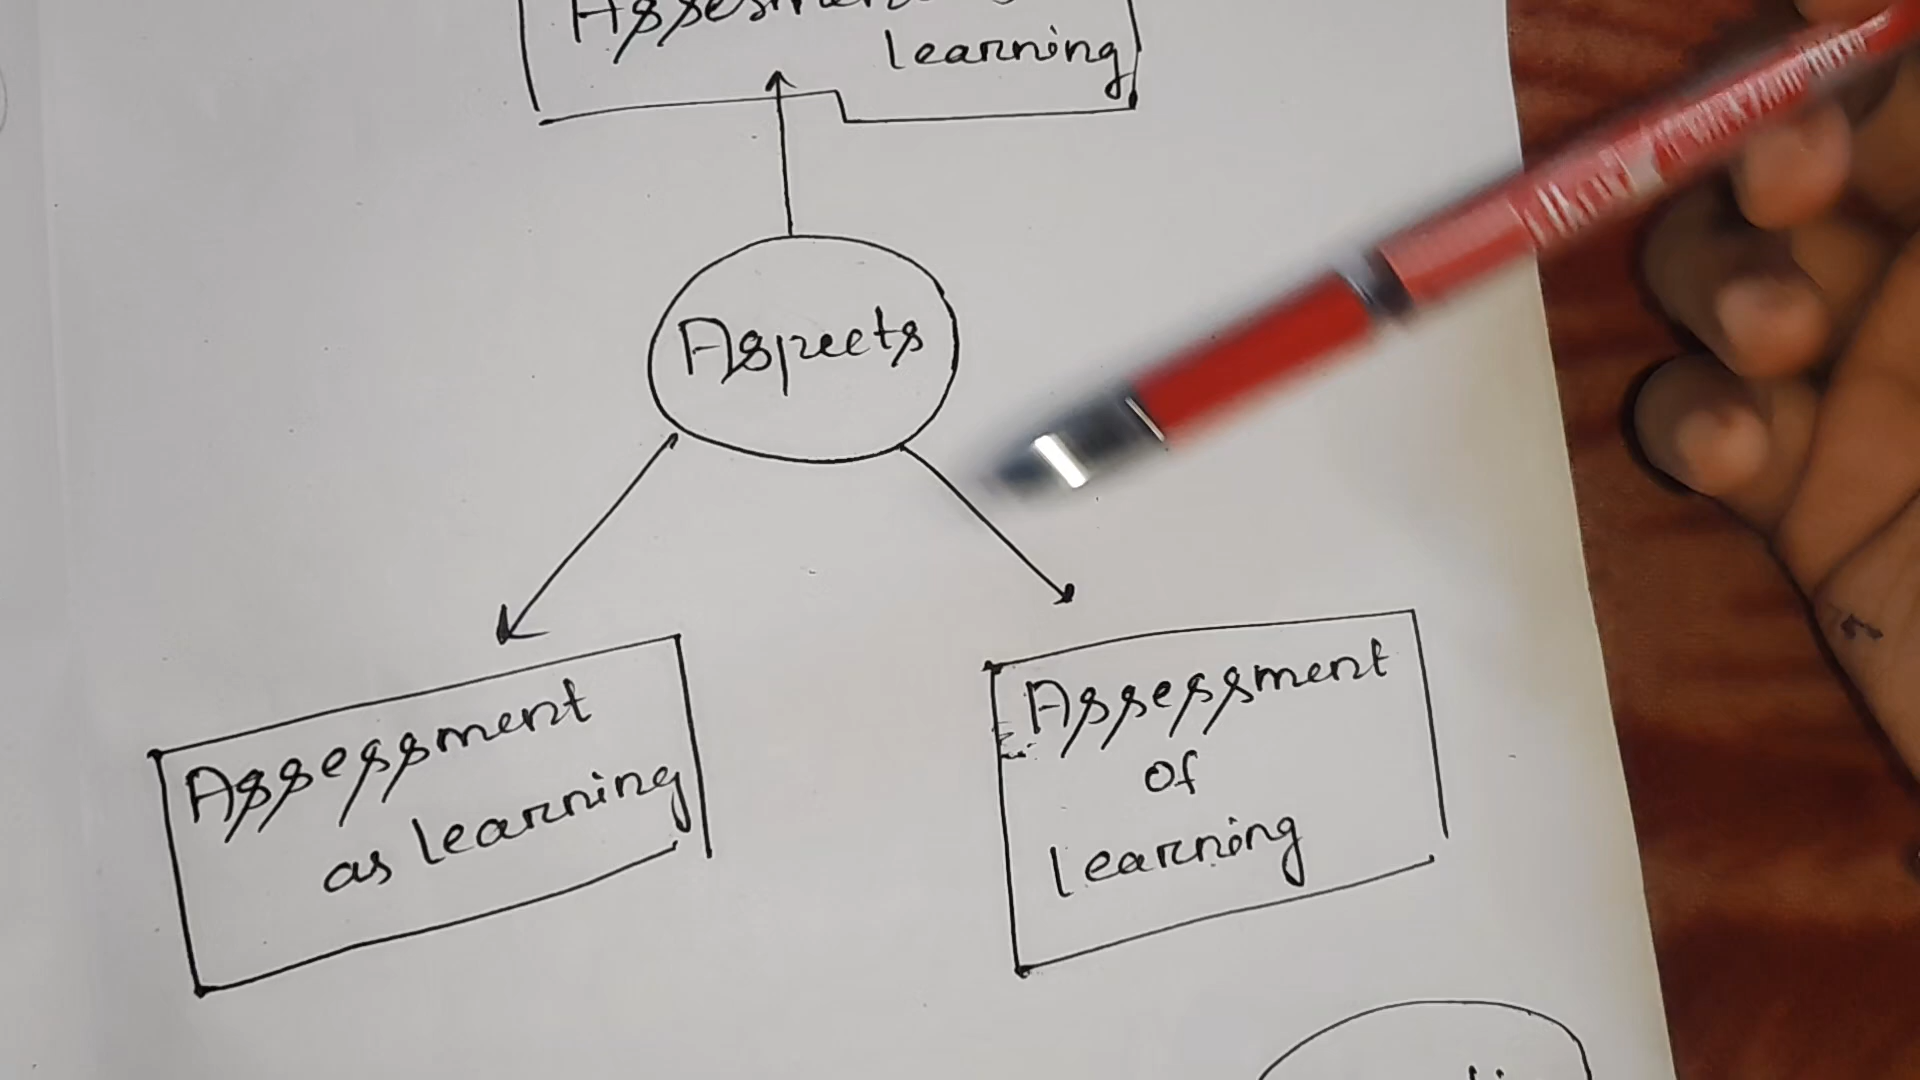 learning
Aspects
Assessment
as learning
Assessment
of
learning